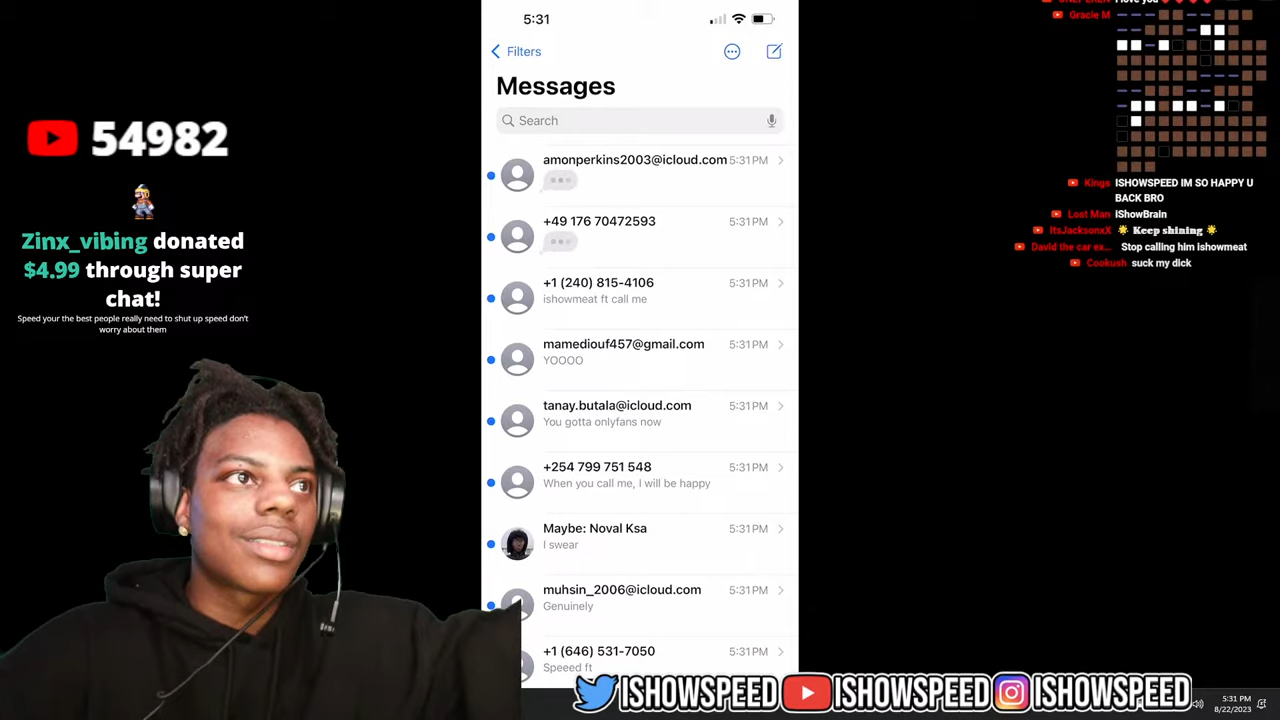 54982
Zinx_vibing donated
$4.99 through super
chat!
Speed your the best people really need to shut up speed don't
worry about them
5:31
Filters
Messages
Search
amonperkins2003@icloud.com 5:31 PM
+49 176 70472593 5:31 PM
+1 (240) 815-4106 5:31 PM
ishowmeat ft call me
mamediouf457@gmail.com 5:31 PM
YOOOO
tanay.butala@icloud.com 5:31 PM
You gotta onlyfans now
+254 799 751 548 5:31 PM
When you call me, I will be happy
Maybe: Noval Ksa 5:31 PM
I swear
muhsin_2006@icloud.com 5:31 PM
Genuinely
+1 (646) 531-7050 5:31 PM
Speeed ft
Gracie M
Kings ISHOWSPEED IM SO HAPPY U
BACK BRO
Lost Man IShowBrain
ItsJacksonxX 🌟 Keep shining 🌟
David the car ex... Stop calling him ishowmeat
Cookush suck my dick
ISHOWSPEED ISHOWSPEED ISHOWSPEED
5:31 PM
8/22/2023